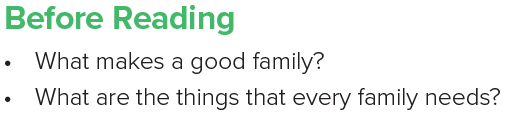 Before Reading
• What makes a good family?
• What are the things that every family needs?